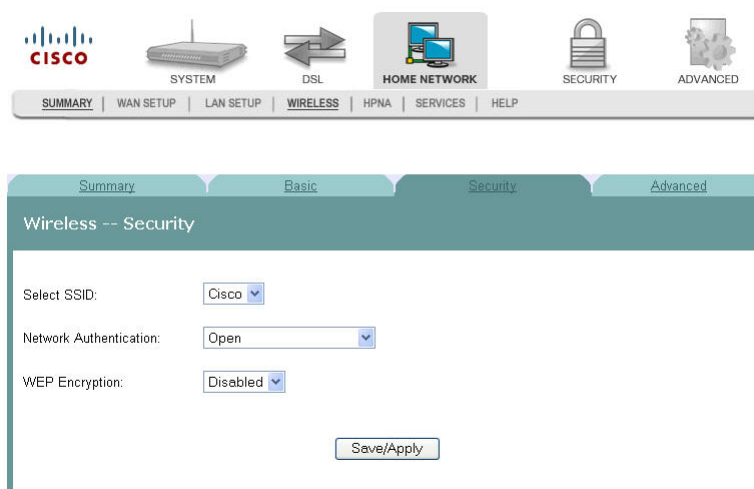 CISCO
SYSTEM
DSL
HOME NETWORK
SECURITY
ADVANCED
SUMMARY | WAN SETUP | LAN SETUP | WIRELESS | HPNA | SERVICES | HELP
Summary Basic Security Advanced
Wireless -- Security
Select SSID: Cisco
Network Authentication: Open
WEP Encryption: Disabled
Save/Apply